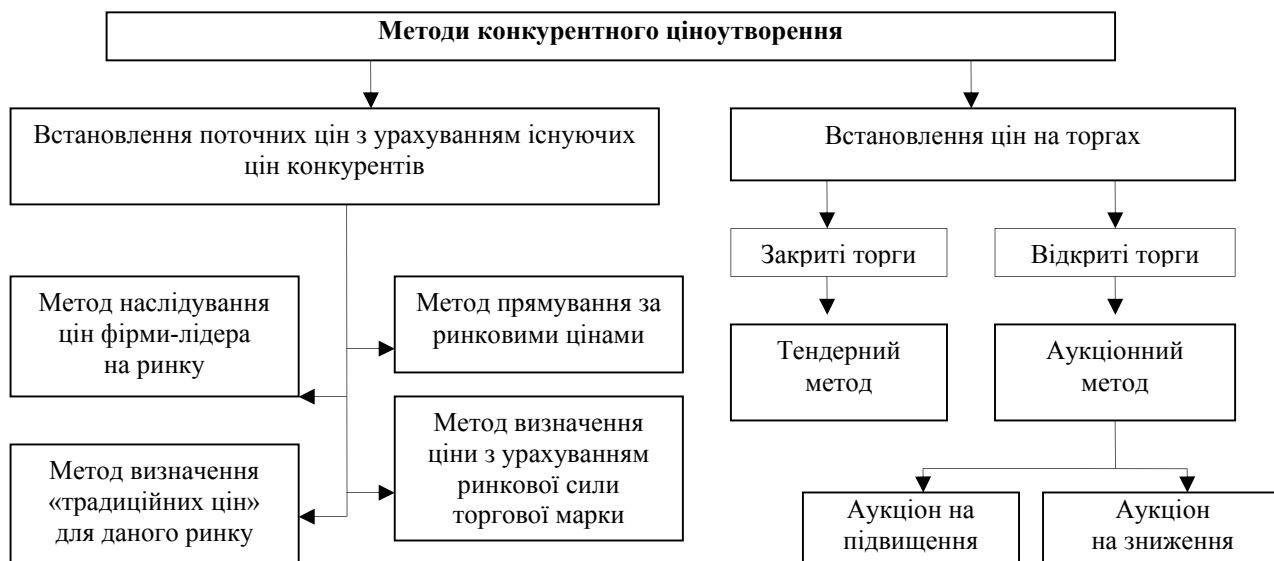 Методи конкурентного ціноутворення
Встановлення поточних цін з урахуванням існуючих
цін конкурентів
Встановлення цін на торгах
Закриті торги
Відкриті торги
Метод наслідування
цін фірми-лідера
на ринку
Метод прямування за
ринковими цінами
Тендерний
метод
Аукціонний
метод
Метод визначення
«традиційних цін»
для даного ринку
Метод визначення
ціни з урахуванням
ринкової сили
торгової марки
Аукціон на
підвищення
Аукціон
на зниження